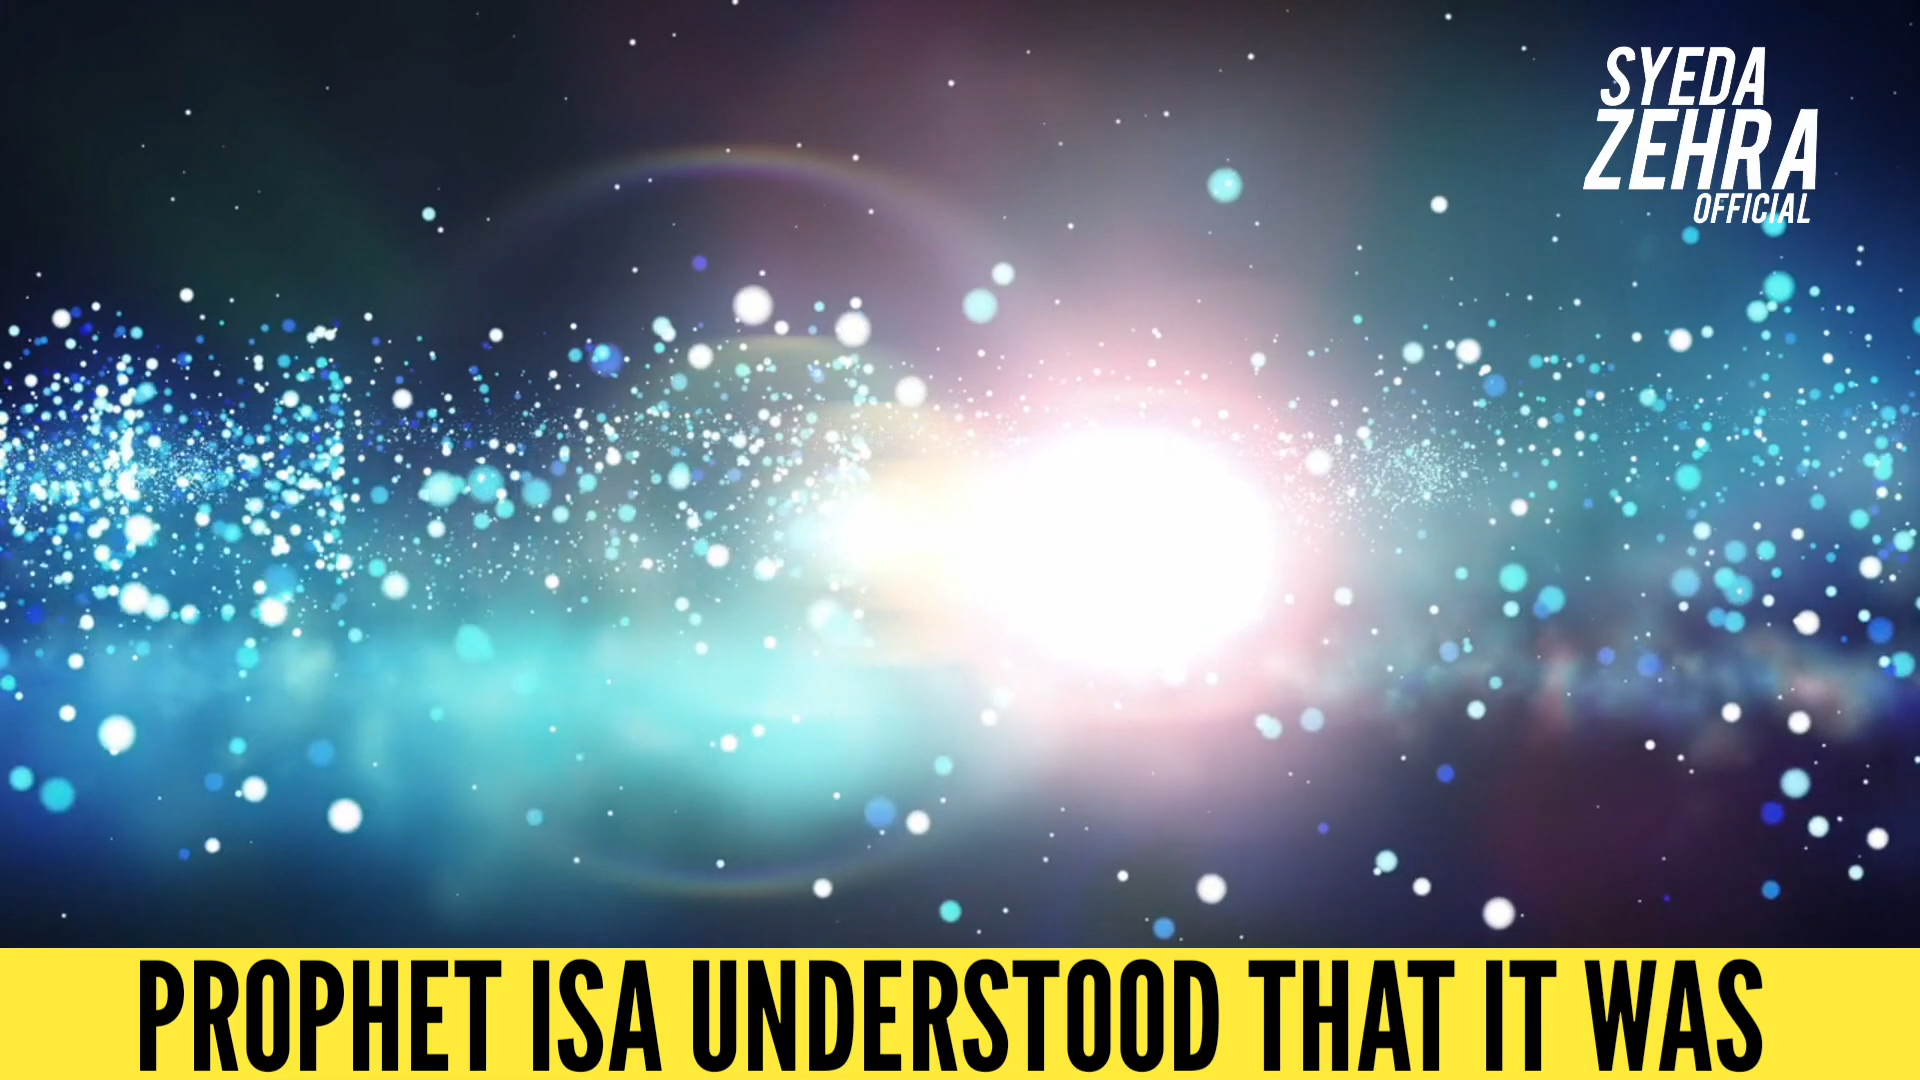 SYEDA
ZEHRA
OFFICIAL
PROPHET ISA UNDERSTOOD THAT IT WAS